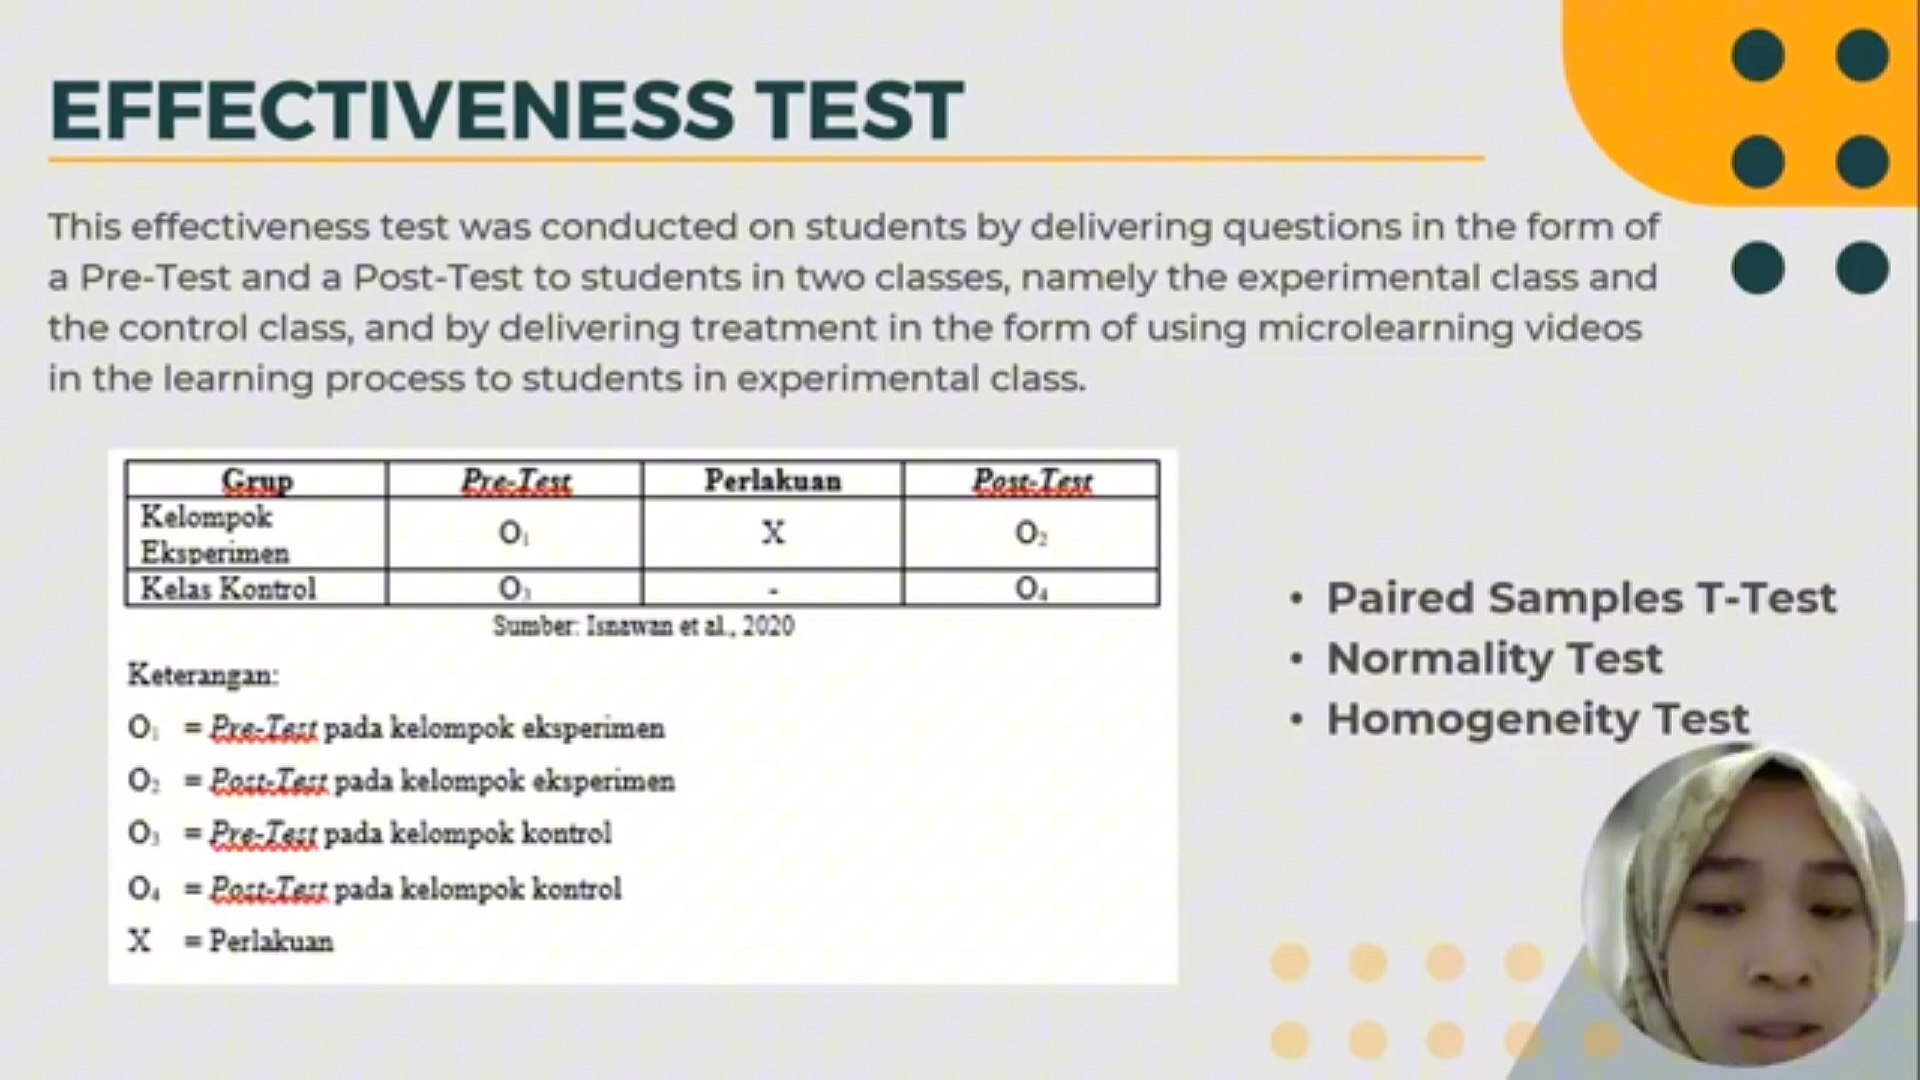 EFFECTIVENESS TEST
This effectiveness test was conducted on students by delivering questions in the form of
a Pre-Test and a Post-Test to students in two classes, namely the experimental class and
the control class, and by delivering treatment in the form of using microlearning videos
in the learning process to students in experimental class.
Grup Pre-Test Perlakuan Post-Test
Kelompok
Eksperimen O₁ X O₂
Kelas Kontrol O₃ - O₄
Sumber: Isnawan et al., 2020
Keterangan:
O₁ = Pre-Test pada kelompok eksperimen
O₂ = Post-Test pada kelompok eksperimen
O₃ = Pre-Test pada kelompok kontrol
O₄ = Post-Test pada kelompok kontrol
X = Perlakuan
• Paired Samples T-Test
• Normality Test
• Homogeneity Test